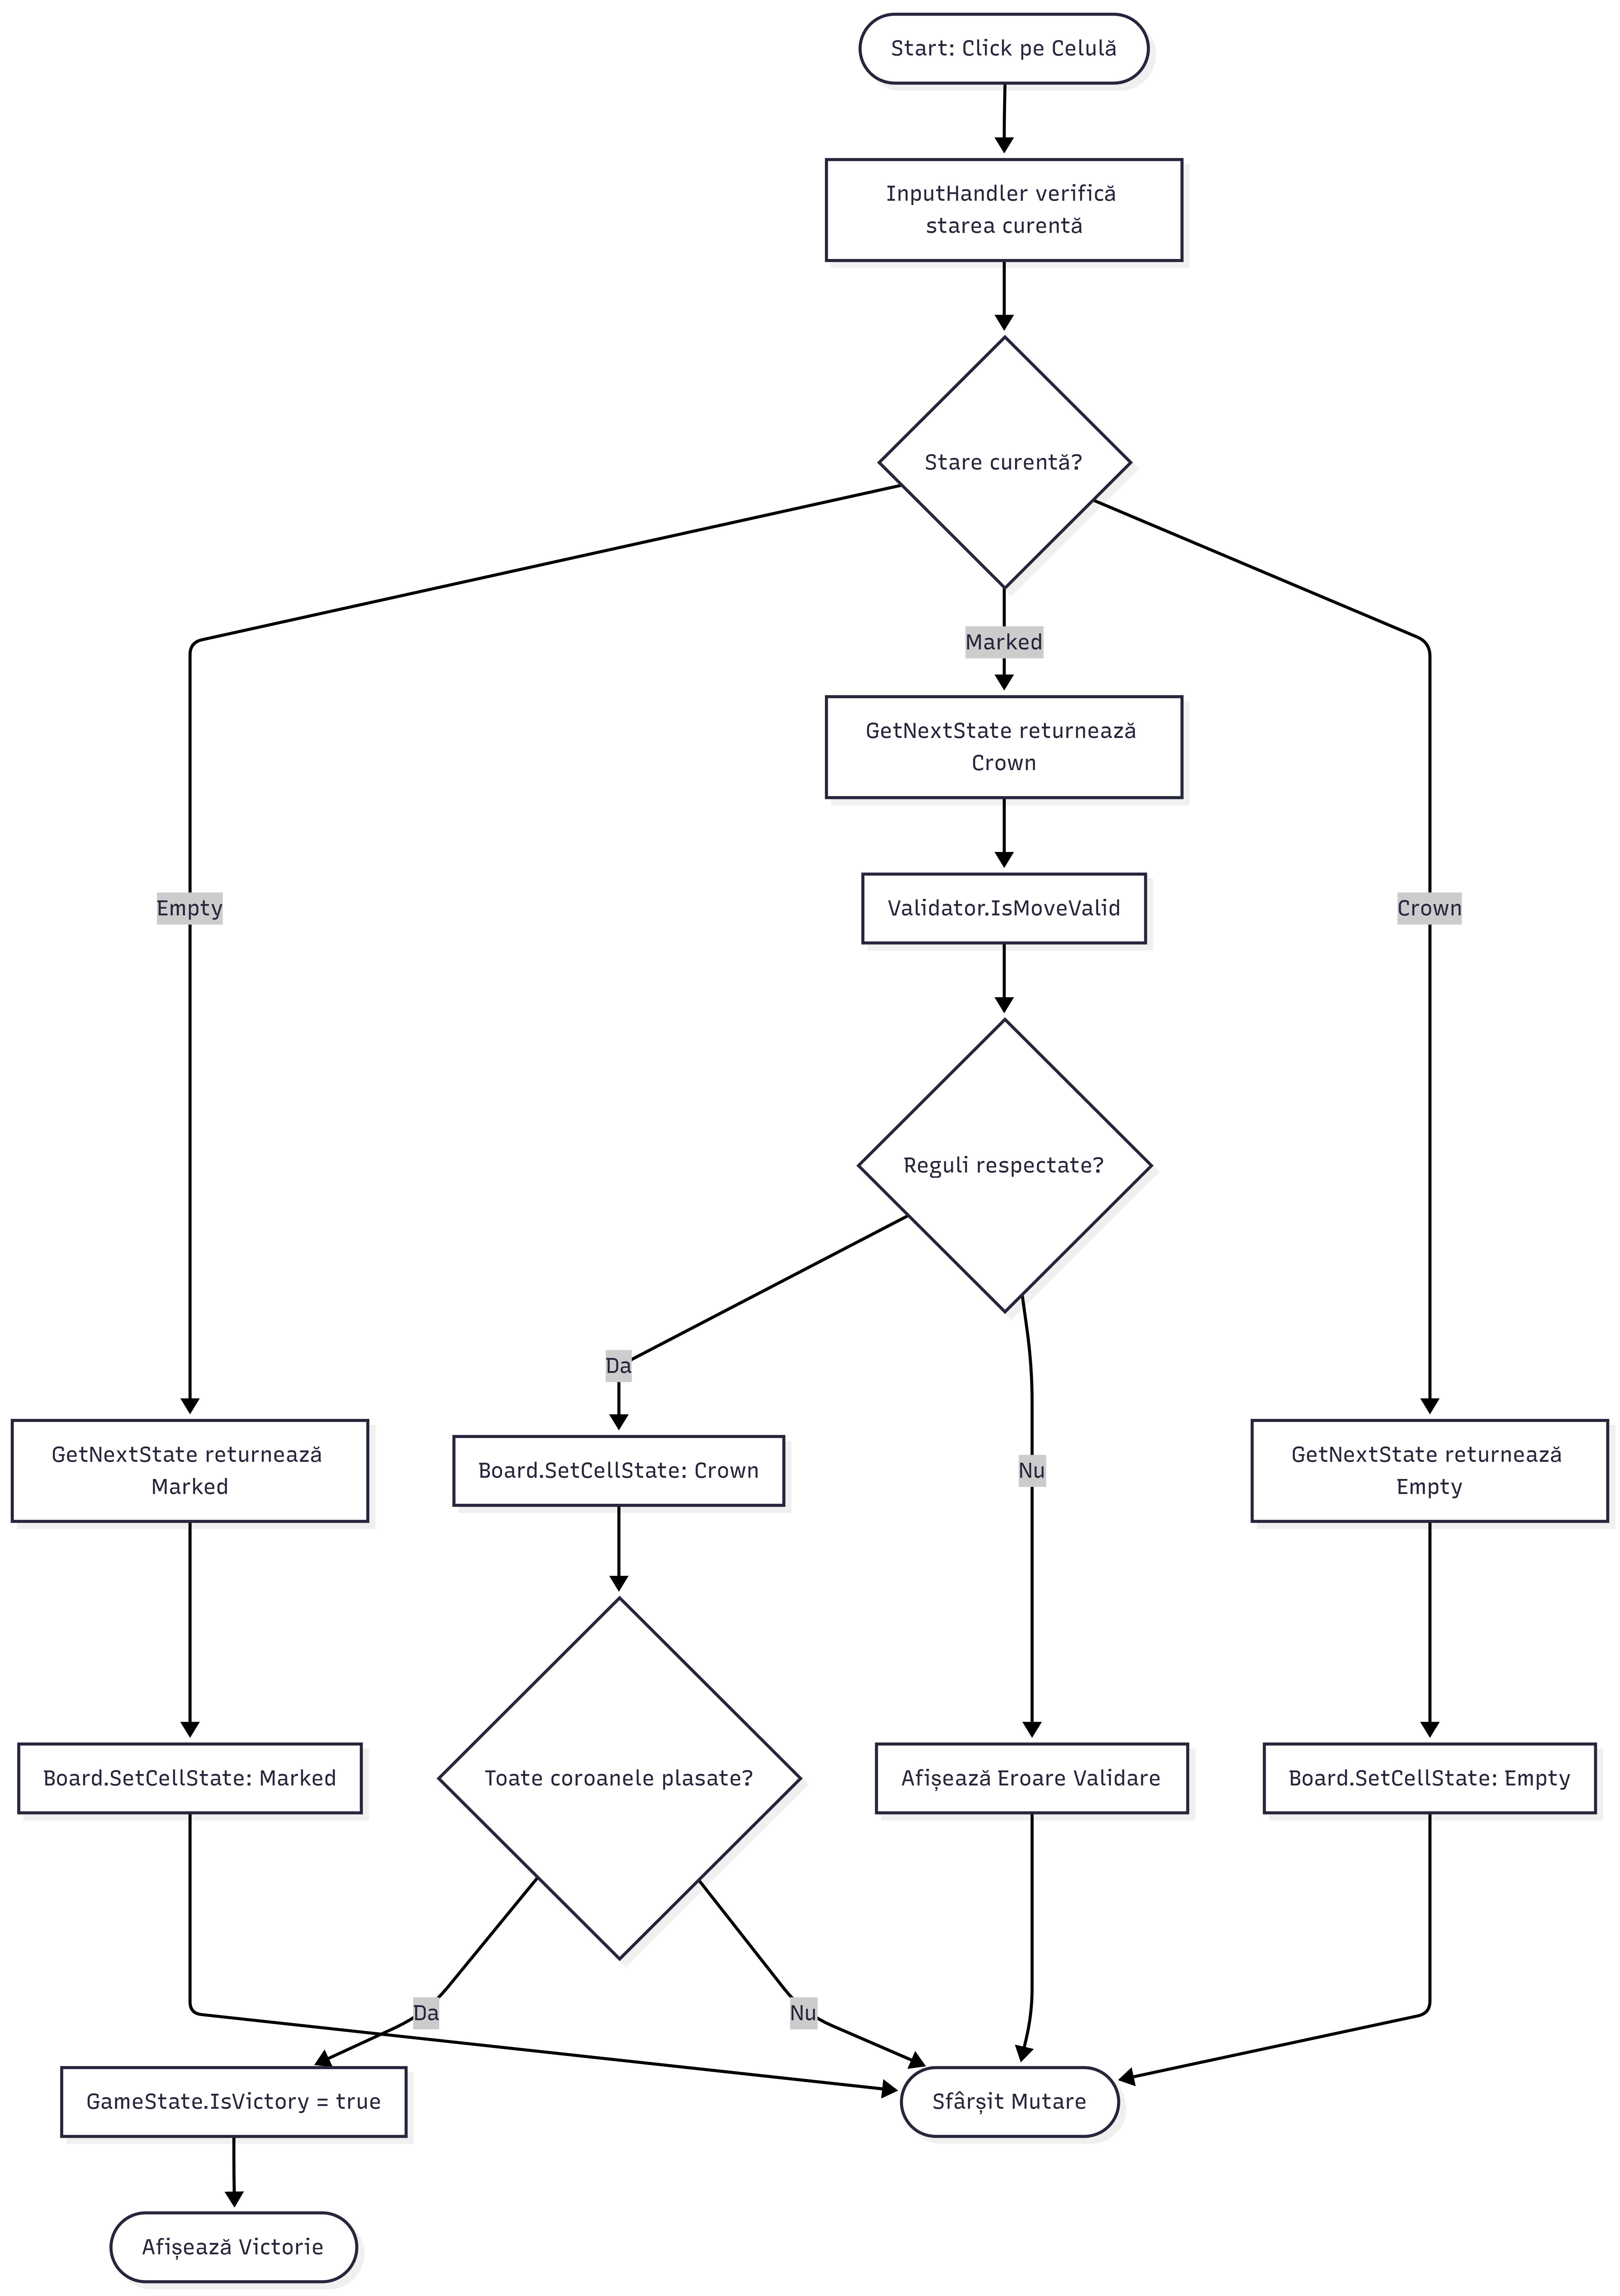 Start: Click pe Celulă
InputHandler verifică
starea curentă
Stare curentă?
Marked
GetNextState returnează
Crown
Validator.IsMoveValid
Empty
Crown
Reguli respectate?
Da
GetNextState returnează
Marked
Board.SetCellState: Crown
Nu
GetNextState returnează
Empty
Board.SetCellState: Marked
Toate coroanele plasate?
Afișează Eroare Validare
Board.SetCellState: Empty
Da
Nu
GameState.IsVictory = true
Sfârșit Mutare
Afișează Victorie